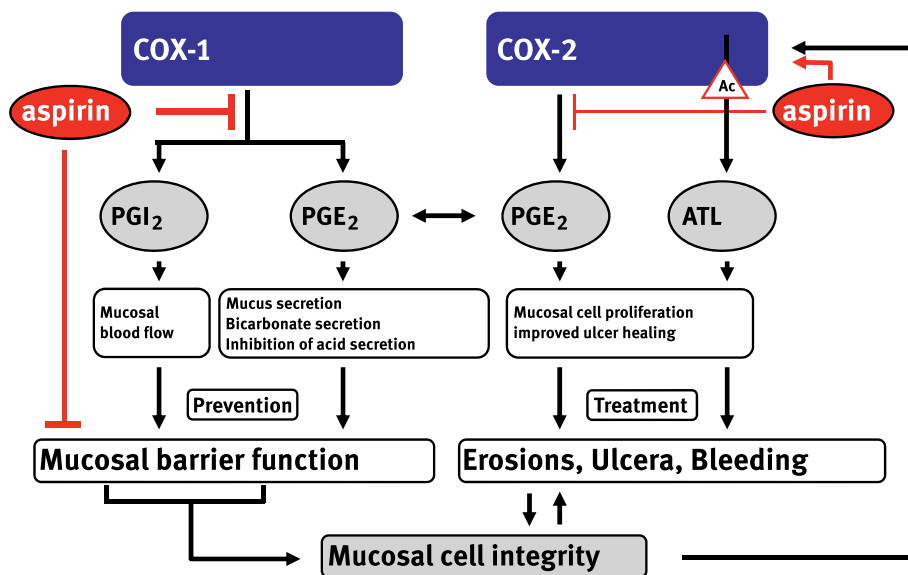 COX-1
COX-2
Ac
aspirin
aspirin
PGI2
PGE2
PGE2
ATL
Mucosal
blood flow
Mucus secretion
Bicarbonate secretion
Inhibition of acid secretion
Mucosal cell proliferation
improved ulcer healing
Prevention
Treatment
Mucosal barrier function
Erosions, Ulcera, Bleeding
Mucosal cell integrity